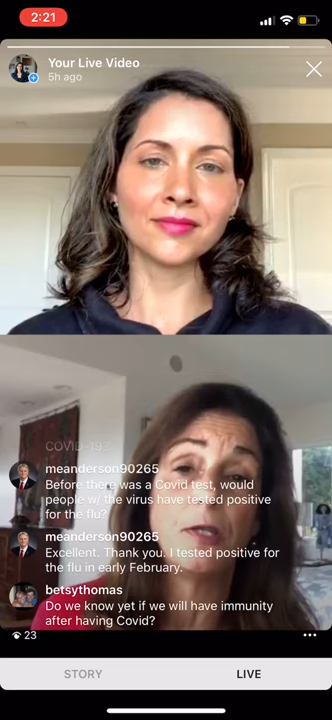 2:21
Your Live Video
5h ago
COVID-19?
meanderson90265
Before there was a Covid test, would
people w/ the virus have tested positive
for the flu?
meanderson90265
Excellent. Thank you. I tested positive for
the flu in early February.
betsythomas
Do we know yet if we will have immunity
after having Covid?
23
STORY
LIVE